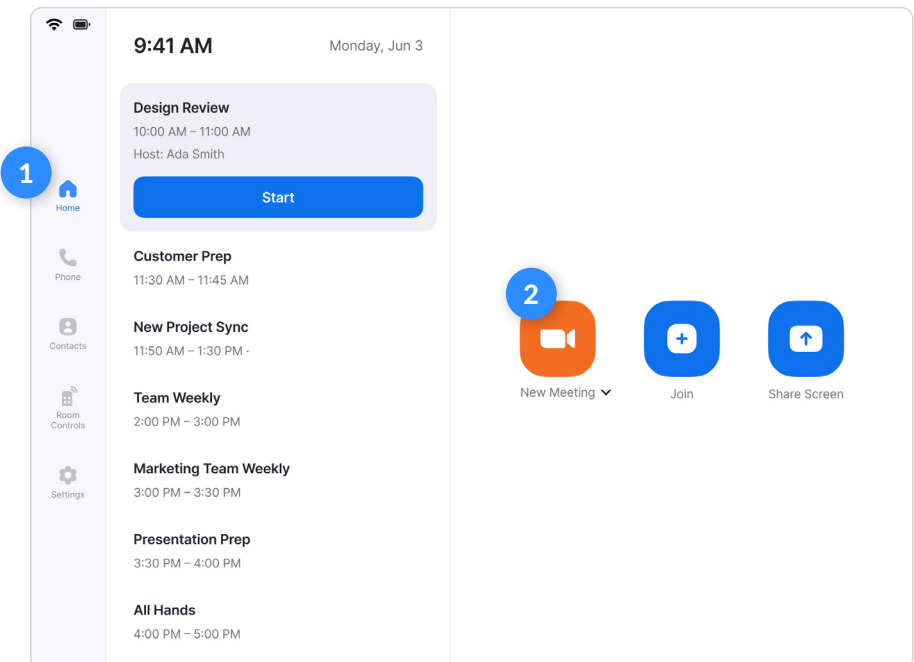 9:41 AM
Monday, Jun 3
Design Review
10:00 AM – 11:00 AM
Host: Ada Smith
Start
1
Home
Phone
Contacts
Room
Controls
Settings
Customer Prep
11:30 AM – 11:45 AM
New Project Sync
11:50 AM – 1:30 PM ·
Team Weekly
2:00 PM – 3:00 PM
Marketing Team Weekly
3:00 PM – 3:30 PM
Presentation Prep
3:30 PM – 4:00 PM
All Hands
4:00 PM – 5:00 PM
2
New Meeting
Join
Share Screen